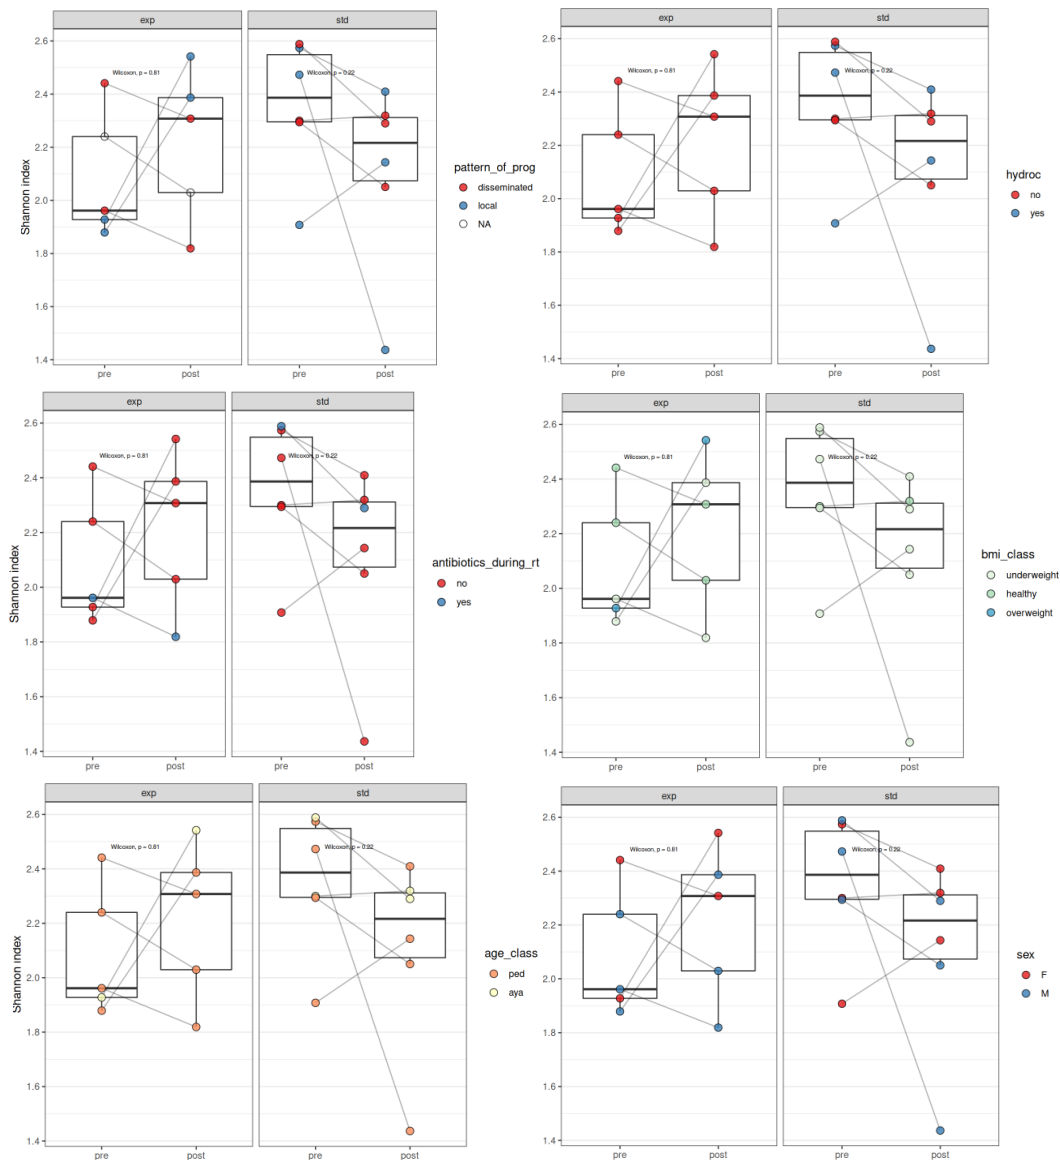 exp std
2.6
Wilcoxon, p = 0.81 Wilcoxon, p = 0.22
2.4
2.2
2.0
1.8
1.6
1.4
Shannon index
pre post pre post
pattern_of_prog
disseminated
local
NA
exp std
2.6
Wilcoxon, p = 0.81 Wilcoxon, p = 0.22
2.4
2.2
2.0
1.8
1.6
1.4
pre post pre post
hydroc
no
yes
exp std
2.6
Wilcoxon, p = 0.81 Wilcoxon, p = 0.22
2.4
2.2
2.0
1.8
1.6
1.4
Shannon index
pre post pre post
antibiotics_during_rt
no
yes
exp std
2.6
Wilcoxon, p = 0.81 Wilcoxon, p = 0.22
2.4
2.2
2.0
1.8
1.6
1.4
pre post pre post
bmi_class
underweight
healthy
overweight
exp std
2.6
Wilcoxon, p = 0.81 Wilcoxon, p = 0.22
2.4
2.2
2.0
1.8
1.6
1.4
Shannon index
pre post pre post
age_class
ped
aya
exp std
2.6
Wilcoxon, p = 0.81 Wilcoxon, p = 0.22
2.4
2.2
2.0
1.8
1.6
1.4
pre post pre post
sex
F
M